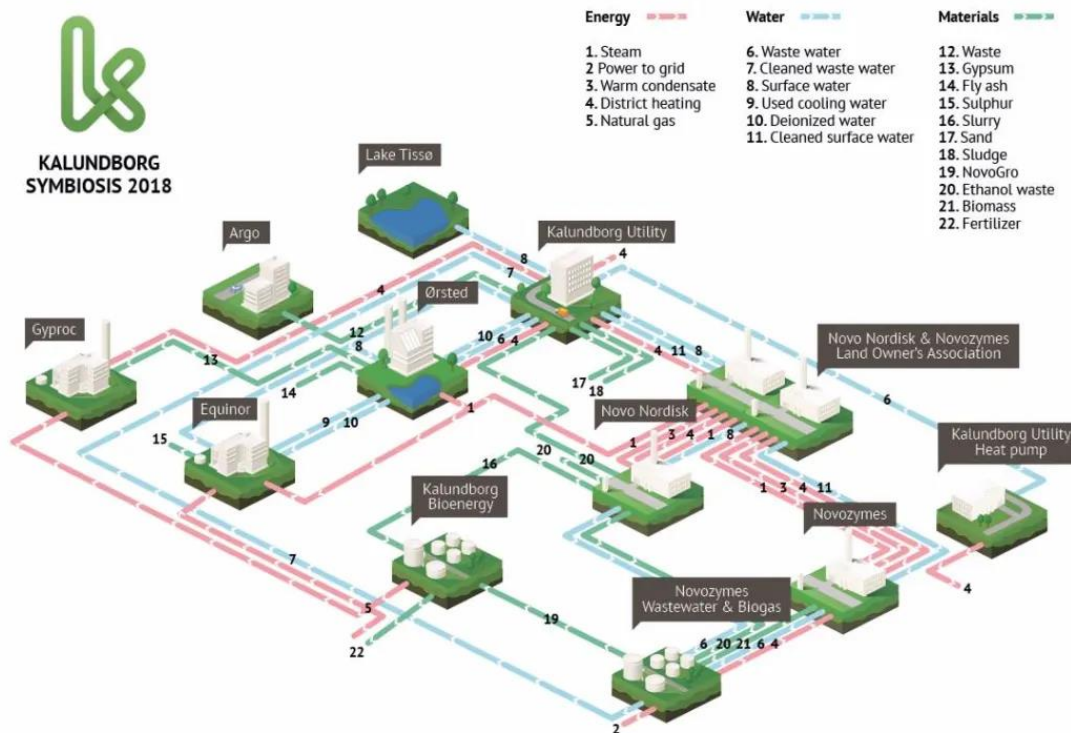 KALUNDBORG
SYMBIOSIS 2018
Energy
1. Steam
2 Power to grid
3. Warm condensate
4. District heating
5. Natural gas
Water
6. Waste water
7. Cleaned waste water
8. Surface water
9. Used cooling water
10. Deionized water
11. Cleaned surface water
Materials
12. Waste
13. Gypsum
14. Fly ash
15. Sulphur
16. Slurry
17. Sand
18. Sludge
19. NovoGro
20. Ethanol waste
21. Biomass
22. Fertilizer
Lake Tissø
Argo
Kalundborg Utility
4
8
7
4
Ørsted
Gyproc
12
8
10
6
4
13
14
4
11
8
Novo Nordisk & Novozymes
Land Owner's Association
17
18
6
Equinor
1
Novo Nordisk
9
10
15
1
3
4
1
8
Kalundborg Utility
Heat pump
20
20
16
Kalundborg
Bioenergy
1
3
4
11
Novozymes
7
4
5
19
Novozymes
Wastewater & Biogas
22
6
20
21
6
4
2